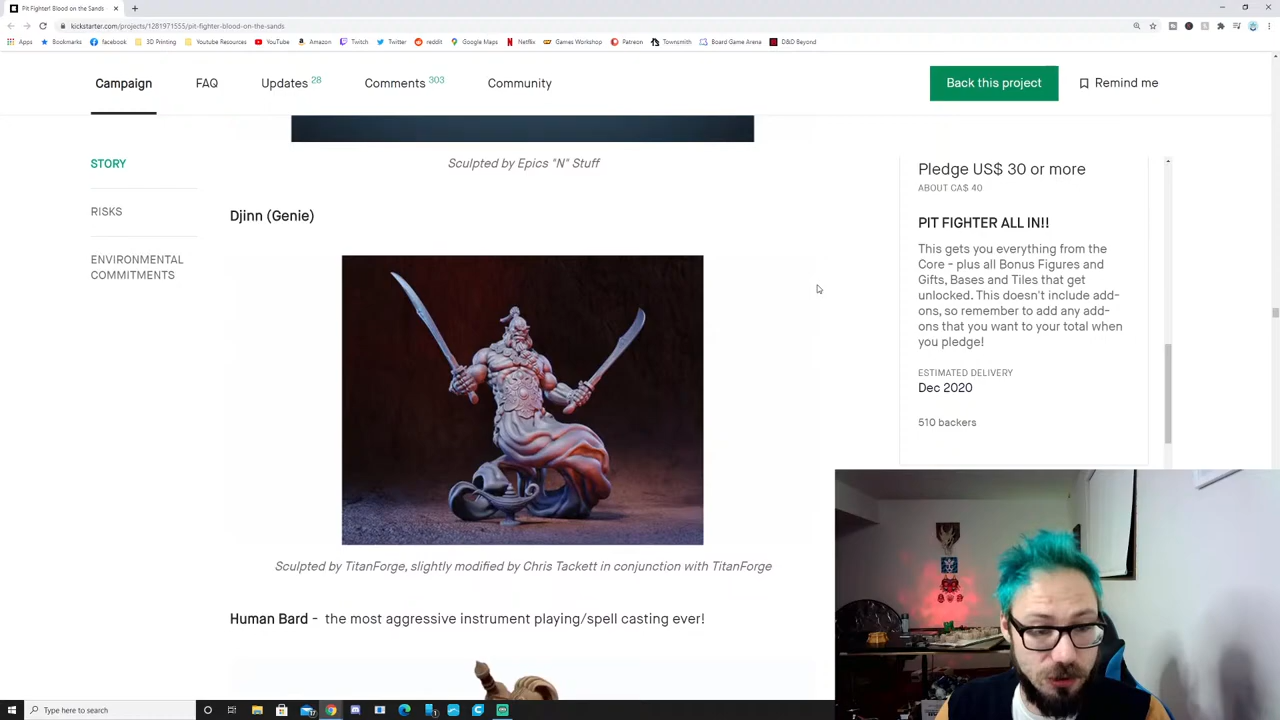 Pit Fighter! Blood on the Sands
kickstarter.com/projects/1281971555/pit-fighter-blood-on-the-sands
Apps Bookmarks facebook 3D Printing Youtube Resources YouTube Amazon Twitch Twitter reddit Google Maps Netflix Games Workshop Patreon Townsmith Board Game Arena D&D Beyond
Campaign FAQ Updates 28 Comments 303 Community Back this project Remind me
STORY
RISKS
ENVIRONMENTAL
COMMITMENTS
Sculpted by Epics "N" Stuff
Djinn (Genie)
Sculpted by TitanForge, slightly modified by Chris Tackett in conjunction with TitanForge
Human Bard - the most aggressive instrument playing/spell casting ever!
Pledge US$ 30 or more
ABOUT CA$ 40
PIT FIGHTER ALL IN!!
This gets you everything from the
Core - plus all Bonus Figures and
Gifts, Bases and Tiles that get
unlocked. This doesn't include add-
ons, so remember to add any add-
ons that you want to your total when
you pledge!
ESTIMATED DELIVERY
Dec 2020
510 backers
Type here to search